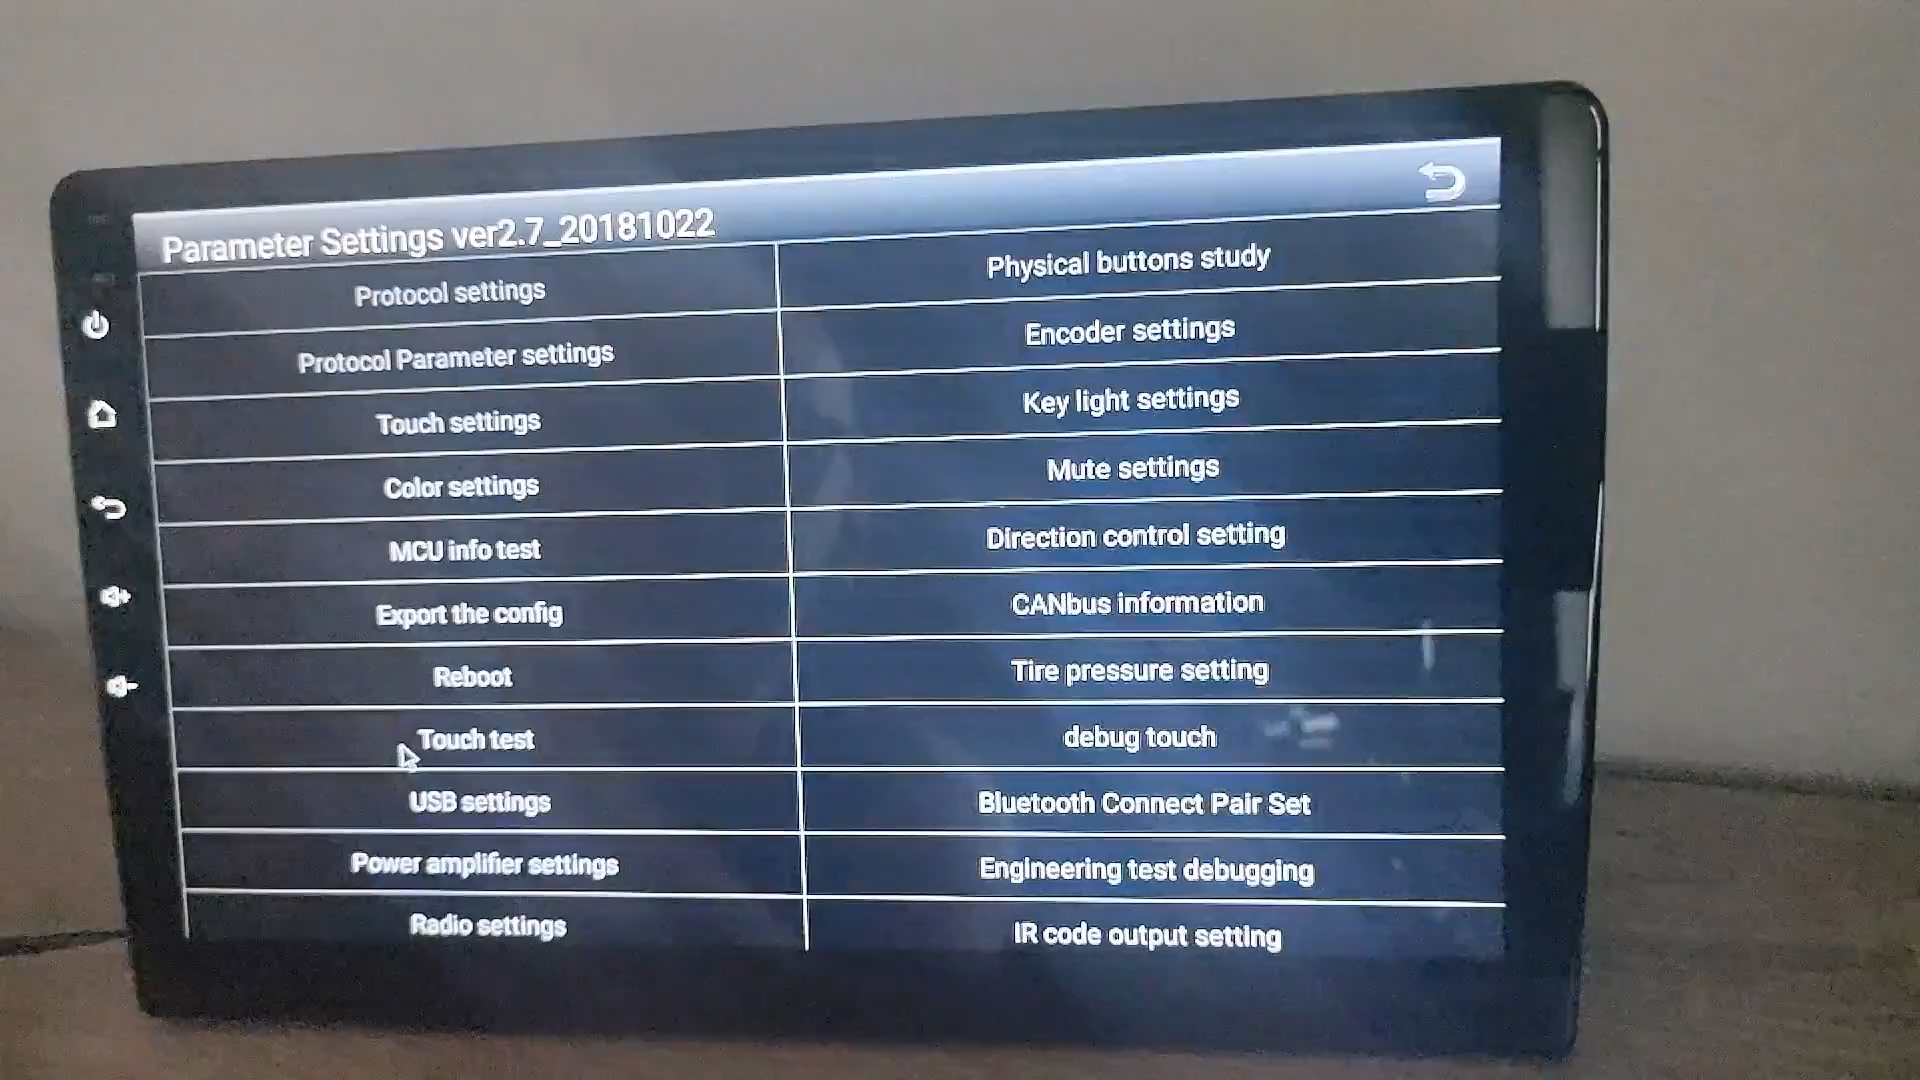 Parameter Settings ver2.7_20181022
Protocol settings
Protocol Parameter settings
Touch settings
Color settings
MCU info test
Export the config
Reboot
Touch test
USB settings
Power amplifier settings
Radio settings
Physical buttons study
Encoder settings
Key light settings
Mute settings
Direction control setting
CANbus information
Tire pressure setting
debug touch
Bluetooth Connect Pair Set
Engineering test debugging
IR code output setting